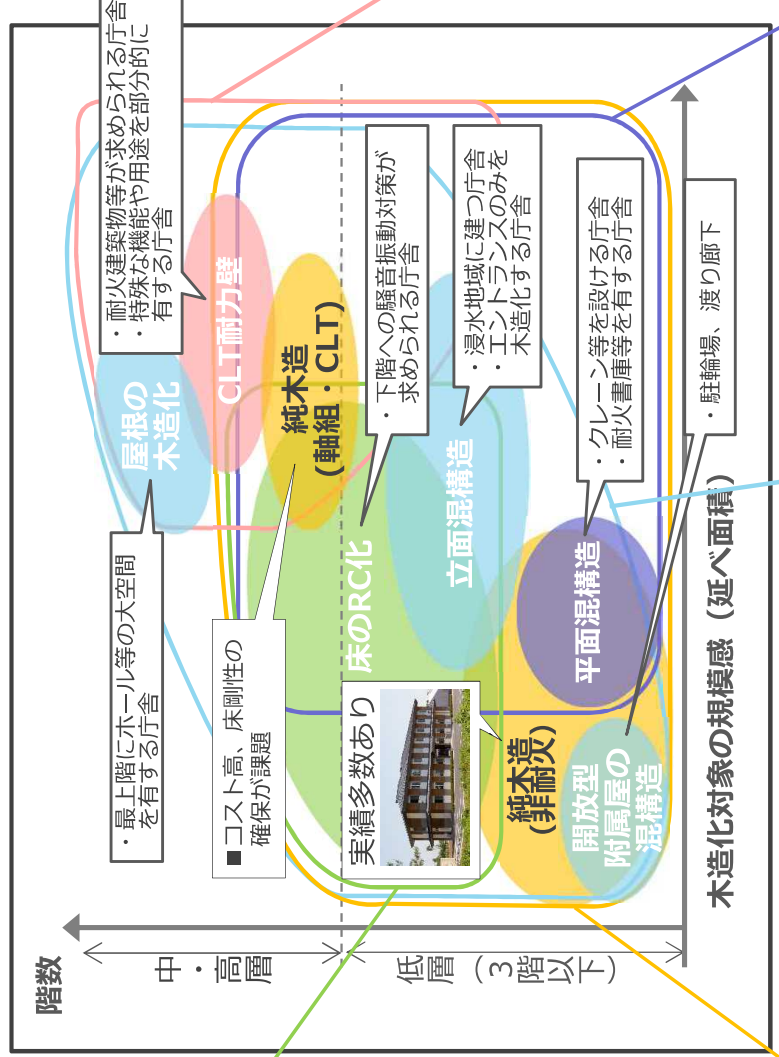 階数
中・高層
低層（３階以下）
木造化対象の規模感（延べ面積）
・最上階にホール等の大空間
を有する庁舎
屋根の
木造化
・耐火建築物等が求められる庁舎
・特殊な機能や用途を部分的に
有する庁舎
CLT耐力壁
純木造
(軸組・CLT)
■コスト高、床剛性の
確保が課題
床のRC化
・下階への騒音振動対策が
求められる庁舎
実績多数あり
立面混構造
・浸水地域に建つ庁舎
・エントランスのみを
木造化する庁舎
純木造
(非耐火)
平面混構造
・クレーン等を設ける庁舎
・耐火書庫等を有する庁舎
開放型
附属屋の
混構造
・駐輪場、渡り廊下